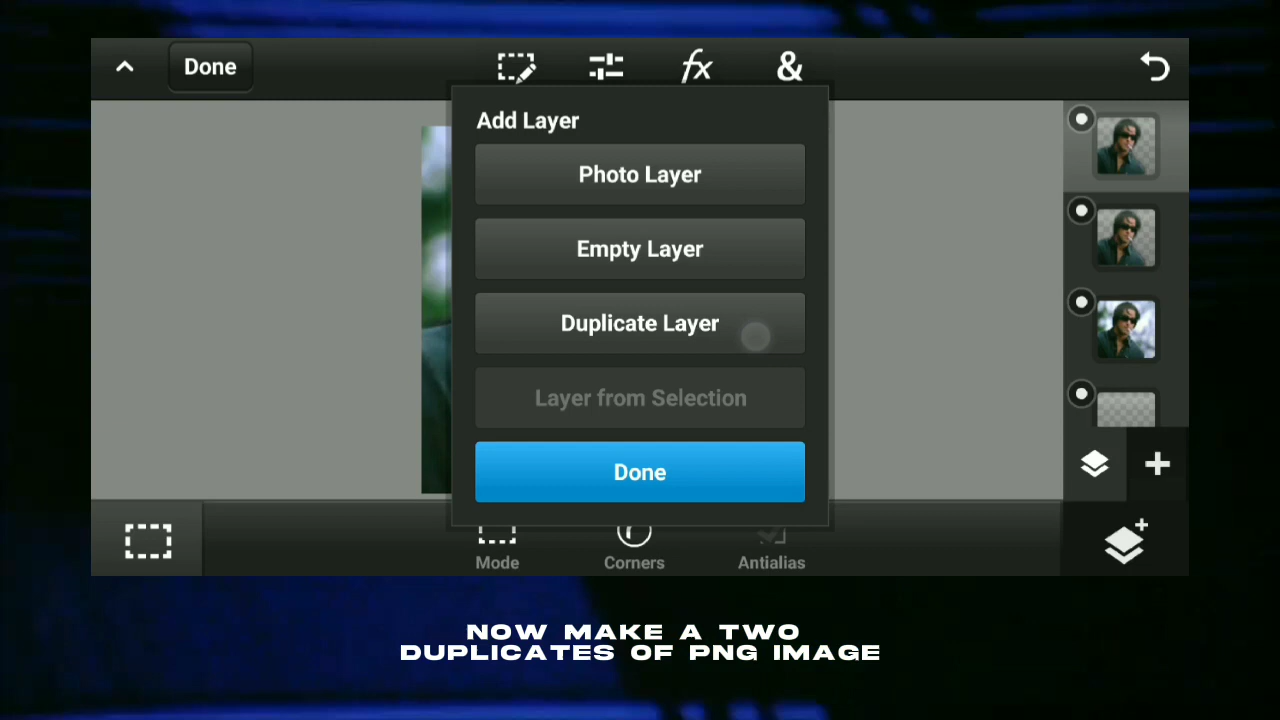 Done
fx
&
Add Layer
Photo Layer
Empty Layer
Duplicate Layer
Layer from Selection
Done
Mode
Corners
Antialias
NOW MAKE A TWO
DUPLICATES OF PNG IMAGE